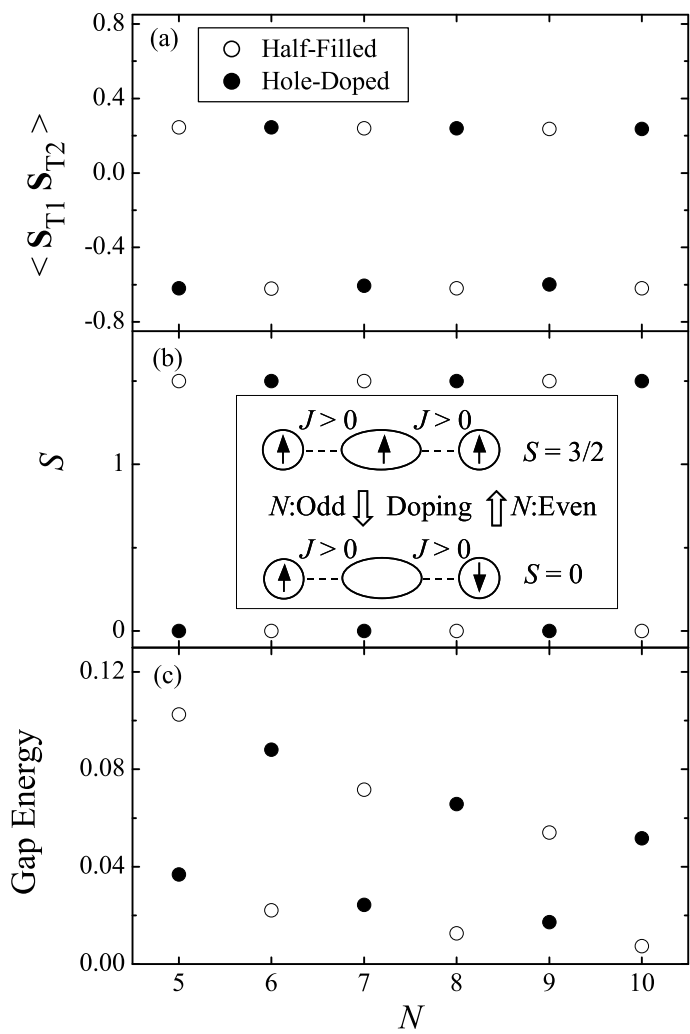 (a)
Half-Filled
Hole-Doped
0.8
0.4
0.0
-0.4
-0.8
< S_T1 S_T2 >
(b)
1
0
S
J > 0 J > 0
S = 3/2
N:Odd Doping N:Even
J > 0 J > 0
S = 0
(c)
0.12
0.08
0.04
0.00
Gap Energy
5 6 7 8 9 10
N